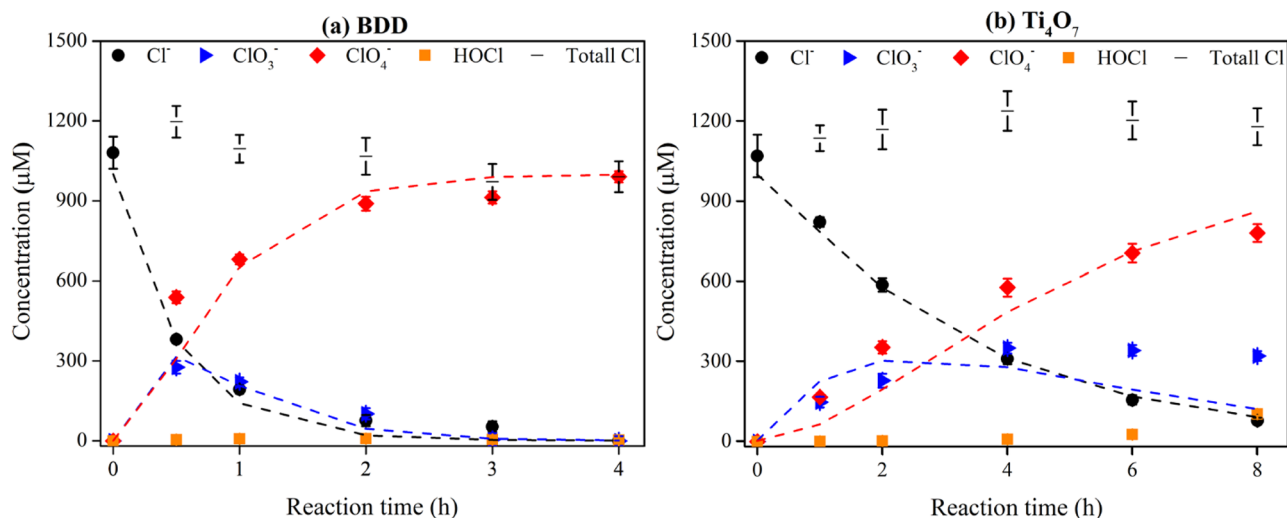 (a) BDD
1500
Cl⁻ ClO₃⁻ ClO₄⁻ HOCl Totall Cl
1200
900
600
300
0
Concentration (μM)
0 1 2 3 4
Reaction time (h)
(b) Ti₄O₇
1500
Cl⁻ ClO₃⁻ ClO₄⁻ HOCl Totall Cl
1200
900
600
300
0
Concentration (μM)
0 2 4 6 8
Reaction time (h)